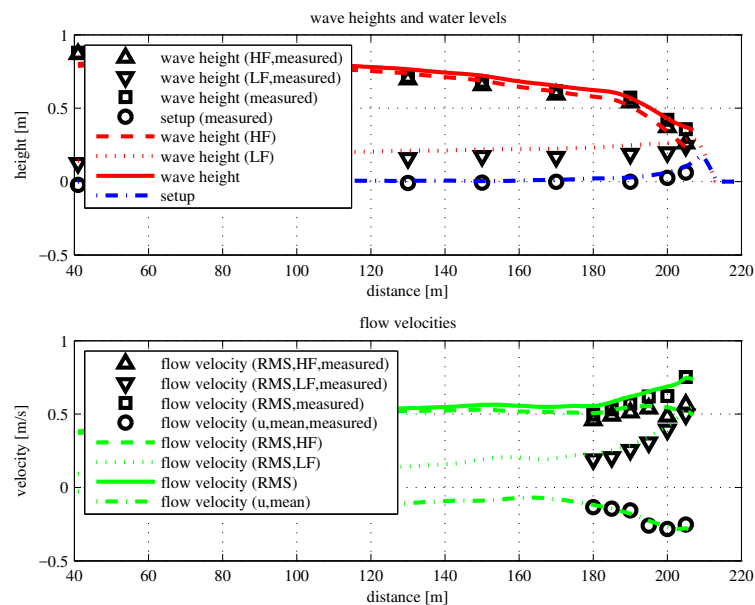 wave heights and water levels
height [m]
1
0.5
0
−0.5
wave height (HF,measured)
wave height (LF,measured)
wave height (measured)
setup (measured)
wave height (HF)
wave height (LF)
wave height
setup
40 60 80 100 120 140 160 180 200 220
distance [m]
flow velocities
velocity [m/s]
1
0.5
0
−0.5
flow velocity (RMS,HF,measured)
flow velocity (RMS,LF,measured)
flow velocity (RMS,measured)
flow velocity (u,mean,measured)
flow velocity (RMS,HF)
flow velocity (RMS,LF)
flow velocity (RMS)
flow velocity (u,mean)
40 60 80 100 120 140 160 180 200 220
distance [m]